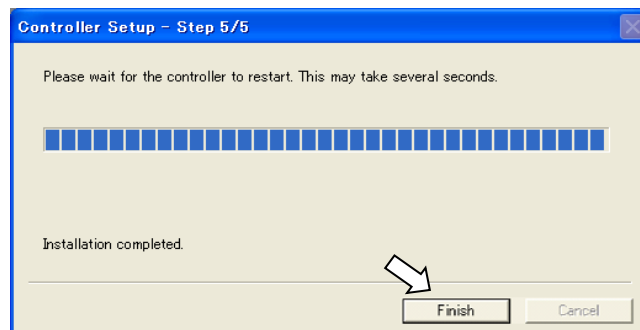 Controller Setup - Step 5/5
Please wait for the controller to restart. This may take several seconds.
Installation completed.
Finish
Cancel